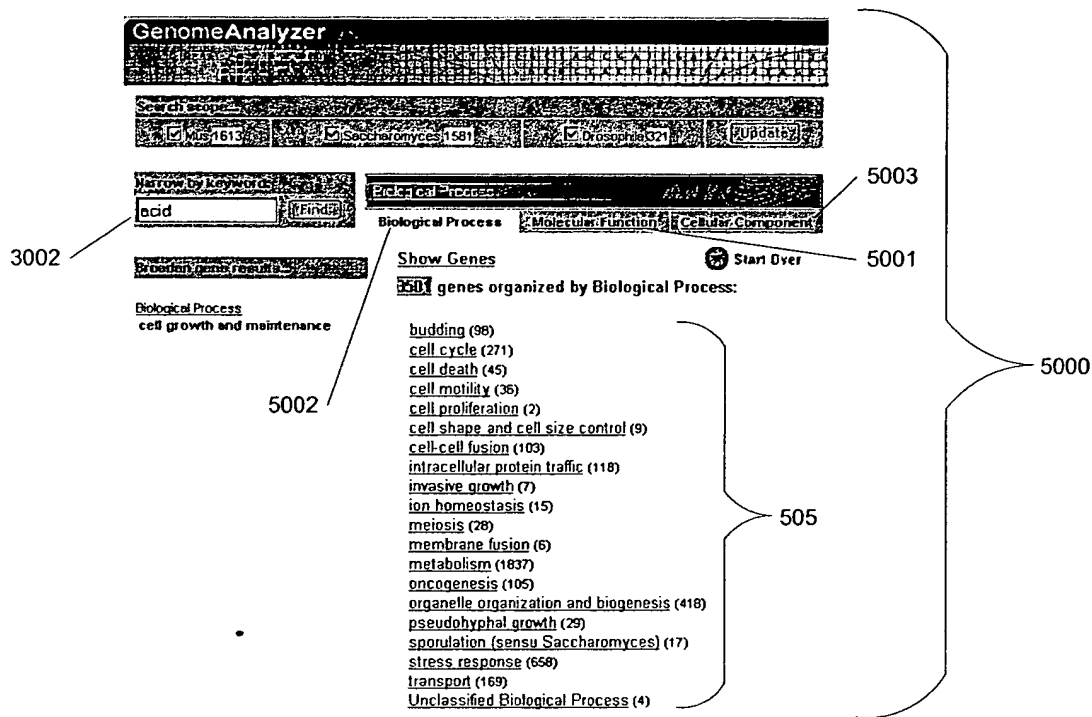 GenomeAnalyzer
Search scope
Mus 1613 Saccharomyces 1581 Drosophila 321 Update
Narrow by keyword:
acid Find
Biological Process
Biological Process Molecular Function Cellular Component
5003
3002
5001
Broaden gene results
Show Genes Start Over
genes organized by Biological Process:
Biological Process
cell growth and maintenance
budding (98)
cell cycle (271)
cell death (45)
cell motility (36)
cell proliferation (2)
cell shape and cell size control (9)
cell-cell fusion (103)
intracellular protein traffic (118)
invasive growth (7)
ion homeostasis (15)
meiosis (28)
membrane fusion (6)
metabolism (1837)
oncogenesis (105)
organelle organization and biogenesis (418)
pseudohyphal growth (29)
sporulation (sensu Saccharomyces) (17)
stress response (658)
transport (169)
Unclassified Biological Process (4)
5002
505
5000